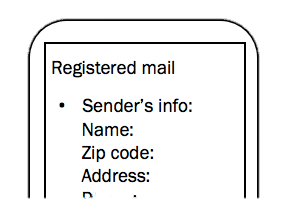 Registered mail
• Sender's info:
Name:
Zip code:
Address: